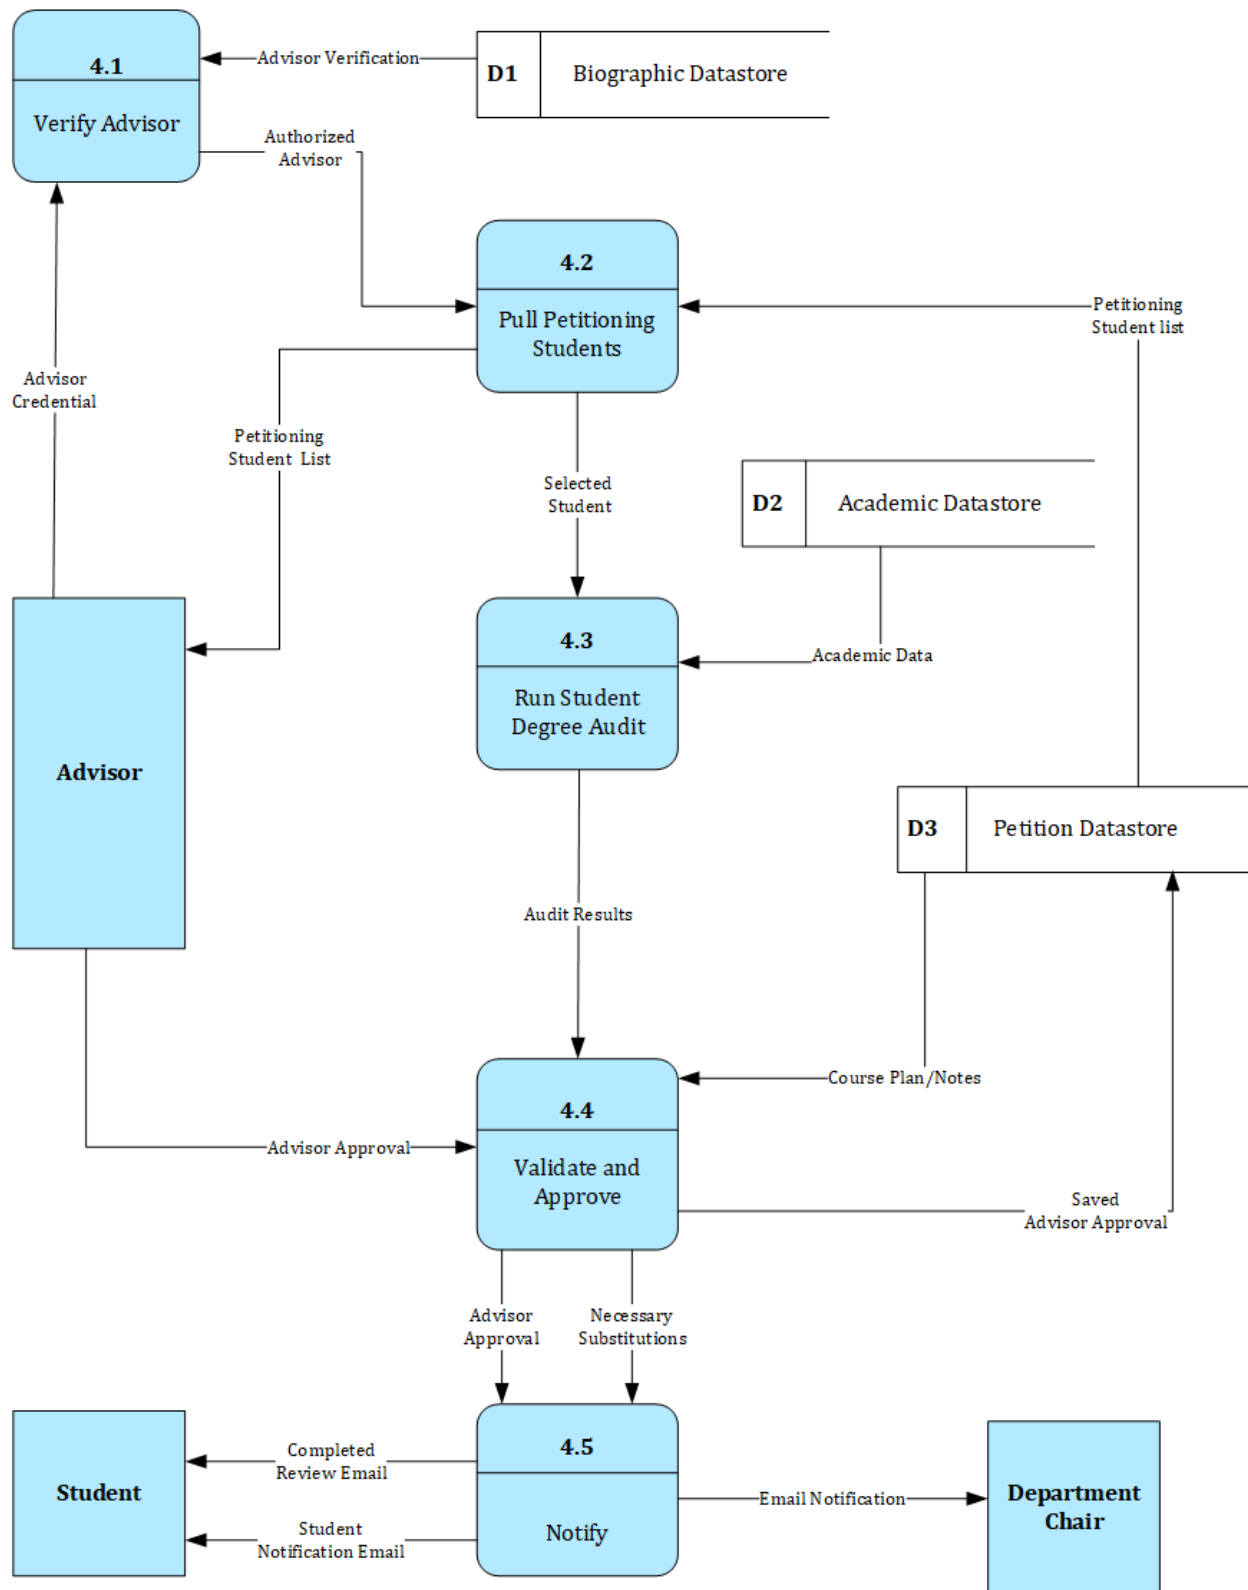 4.1
Verify Advisor
Advisor Verification
D1
Biographic Datastore
Authorized
Advisor
4.2
Pull Petitioning
Students
Petitioning
Student list
Advisor
Credential
Petitioning
Student List
Selected
Student
D2
Academic Datastore
4.3
Run Student
Degree Audit
Academic Data
Advisor
D3
Petition Datastore
Audit Results
Course Plan/Notes
4.4
Validate and
Approve
Advisor Approval
Saved
Advisor Approval
Advisor
Approval
Necessary
Substitutions
4.5
Notify
Completed
Review Email
Student
Student
Notification Email
Email Notification
Department
Chair